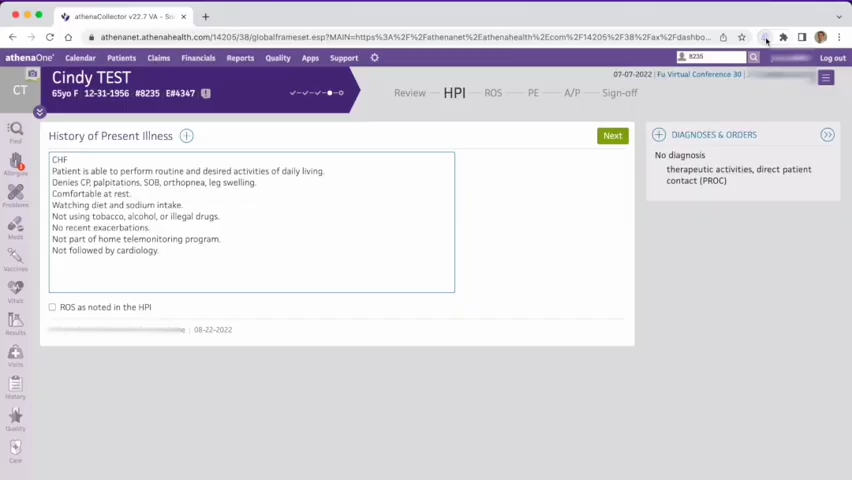 athenaCollector v22.7 VA – So
athenanet.athenahealth.com/14205/38/globalframeset.esp?MAIN=https%3A%2F%2Fathenanet%2Eathenahealth%2Ecom%2F14205%2F38%2Fax%2Fdashbo...
athenaOne Calendar Patients Claims Financials Reports Quality Apps Support 8235 Log out
CT
Cindy TEST
65yo F 12-31-1956 #8235 E#4347
07-07-2022 Fu Virtual Conference 30
Review HPI ROS PE A/P Sign-off
Find
Allergies
Problems
Meds
Vaccines
Vitals
Results
Visits
History
Quality
Care
History of Present Illness
Next
CHF
Patient is able to perform routine and desired activities of daily living.
Denies CP, palpitations, SOB, orthopnea, leg swelling.
Comfortable at rest.
Watching diet and sodium intake.
Not using tobacco, alcohol, or illegal drugs.
No recent exacerbations.
Not part of home telemonitoring program.
Not followed by cardiology.
ROS as noted in the HPI
08-22-2022
DIAGNOSES & ORDERS
No diagnosis
therapeutic activities, direct patient
contact (PROC)